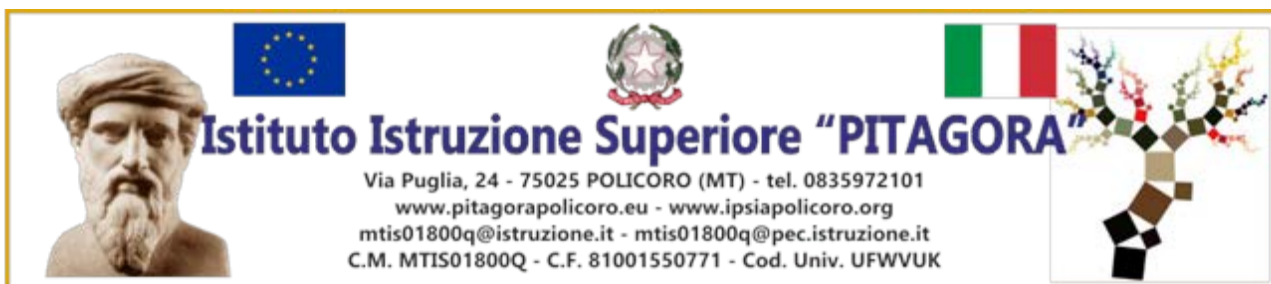 Istituto Istruzione Superiore “PITAGORA”
Via Puglia, 24 - 75025 POLICORO (MT) - tel. 0835972101
www.pitagorapolicoro.eu - www.ipsiapolicoro.org
mtis01800q@istruzione.it - mtis01800q@pec.istruzione.it
C.M. MTIS01800Q - C.F. 81001550771 - Cod. Univ. UFWVUK